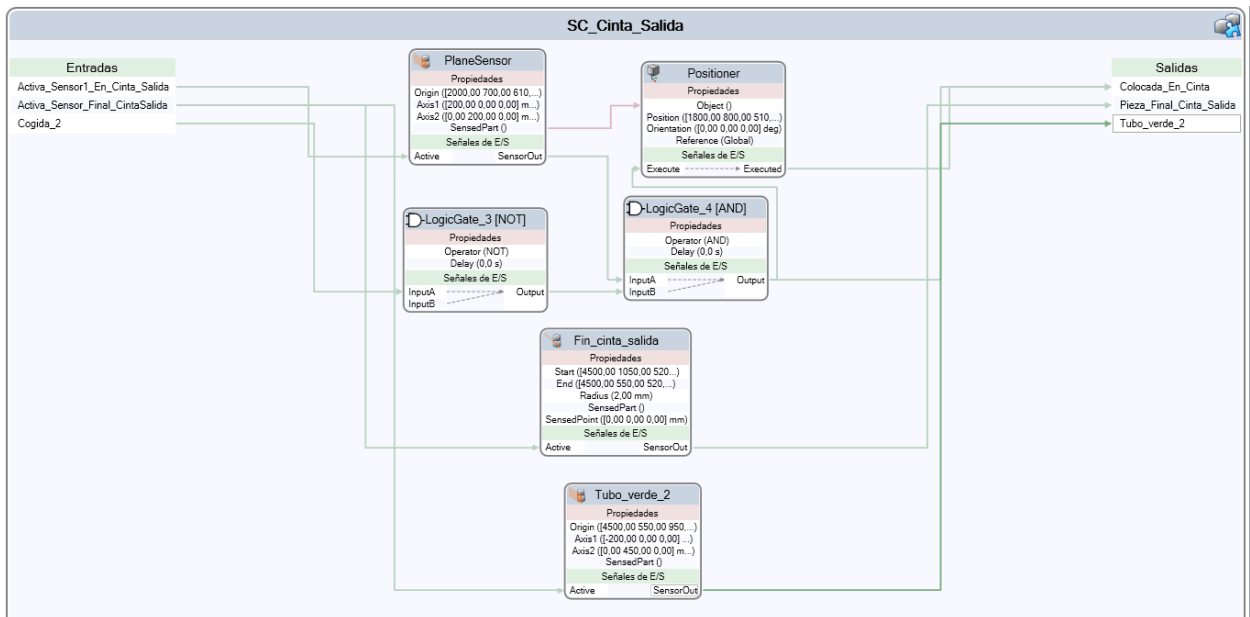 SC_Cinta_Salida
Entradas
Activa_Sensor1_En_Cinta_Salida
Activa_Sensor_Final_CintaSalida
Cogida_2
PlaneSensor
Propiedades
Origin ([2000,00 700,00 610,...)
Axis1 ([200,00 0,00 0,00] m...)
Axis2 ([0,00 200,00 0,00] m...)
SensedPart ()
Señales de E/S
Active SensorOut
Positioner
Propiedades
Object ()
Position ([1800,00 800,00 510,...)
Orientation ([0,00 0,00 0,00] deg)
Reference (Global)
Señales de E/S
Execute Executed
Salidas
Colocada_En_Cinta
Pieza_Final_Cinta_Salida
Tubo_verde_2
LogicGate_3 [NOT]
Propiedades
Operator (NOT)
Delay (0,0 s)
Señales de E/S
InputA Output
InputB
LogicGate_4 [AND]
Propiedades
Operator (AND)
Delay (0,0 s)
Señales de E/S
InputA Output
InputB
Fin_cinta_salida
Propiedades
Start ([4500,00 1050,00 520...)
End ([4500,00 550,00 520,...)
Radius (2,00 mm)
SensedPart ()
SensedPoint ([0,00 0,00 0,00] mm)
Señales de E/S
Active SensorOut
Tubo_verde_2
Propiedades
Origin ([4500,00 550,00 950,...)
Axis1 ([-200,00 0,00 0,00] ...)
Axis2 ([0,00 450,00 0,00] m...)
SensedPart ()
Señales de E/S
Active SensorOut